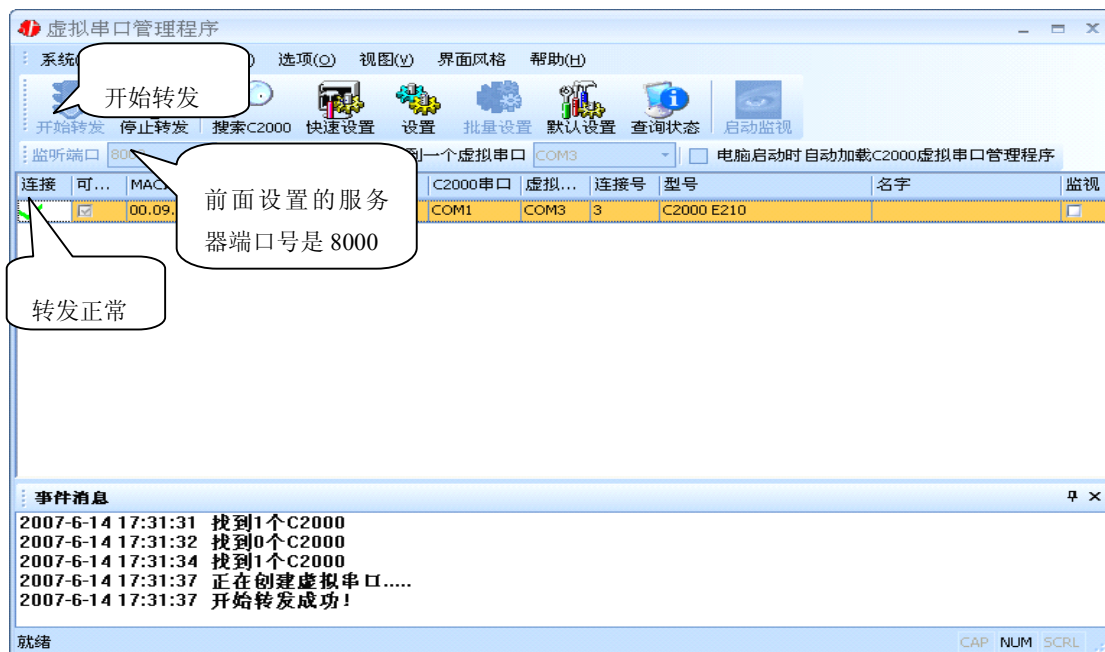 虚拟串口管理程序
系统 选项(O) 视图(V) 界面风格 帮助(H)
开始转发
开始转发 停止转发 搜索C2000 快速设置 设置 批量设置 默认设置 查询状态 启动监视
监听端口 8000 到一个虚拟串口 COM3 电脑启动时自动加载C2000虚拟串口管理程序
连接 可... MAC C2000串口 虚拟... 连接号 型号 名字 监视
00.09. COM1 COM3 3 C2000 E210
前面设置的服务
器端口号是 8000
转发正常
事件消息
2007-6-14 17:31:31 找到1个C2000
2007-6-14 17:31:32 找到0个C2000
2007-6-14 17:31:34 找到1个C2000
2007-6-14 17:31:37 正在创建虚拟串口.....
2007-6-14 17:31:37 开始转发成功!
就绪 CAP NUM SCRL